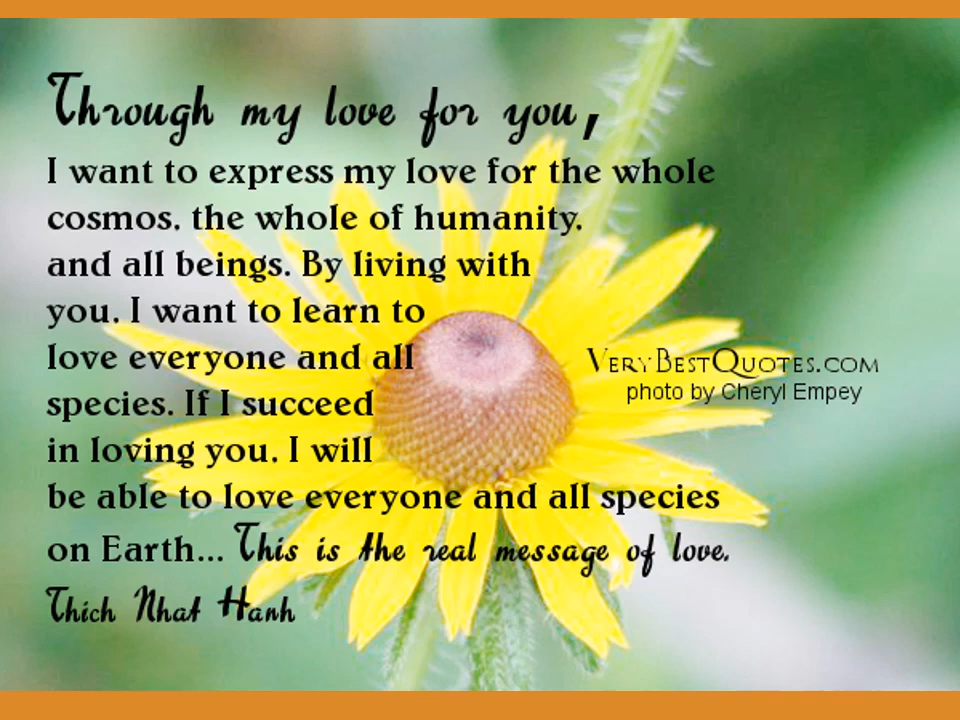 Through my love for you,
I want to express my love for the whole
cosmos, the whole of humanity,
and all beings. By living with
you, I want to learn to
love everyone and all
species. If I succeed
in loving you, I will
be able to love everyone and all species
on Earth... This is the real message of love.
Thich Nhat Hanh
VeryBestQuotes.com
photo by Cheryl Empey